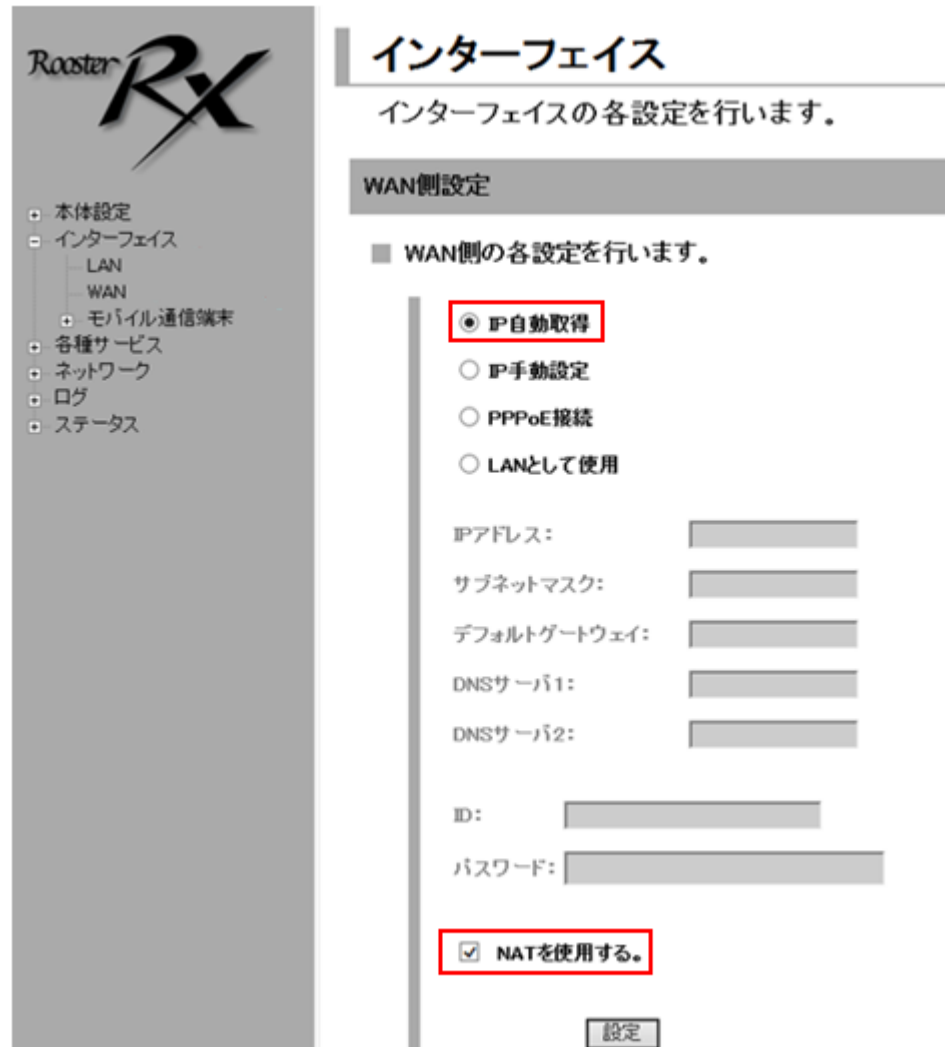 Rooster
RX
本体設定
インターフェイス
LAN
WAN
モバイル通信端末
各種サービス
ネットワーク
ログ
ステータス
インターフェイス
インターフェイスの各設定を行います。
WAN側設定
WAN側の各設定を行います。
IP自動取得
IP手動設定
PPPoE接続
LANとして使用
IPアドレス:
サブネットマスク:
デフォルトゲートウェイ:
DNSサーバ1:
DNSサーバ2:
ID:
パスワード:
NATを使用する。
設定